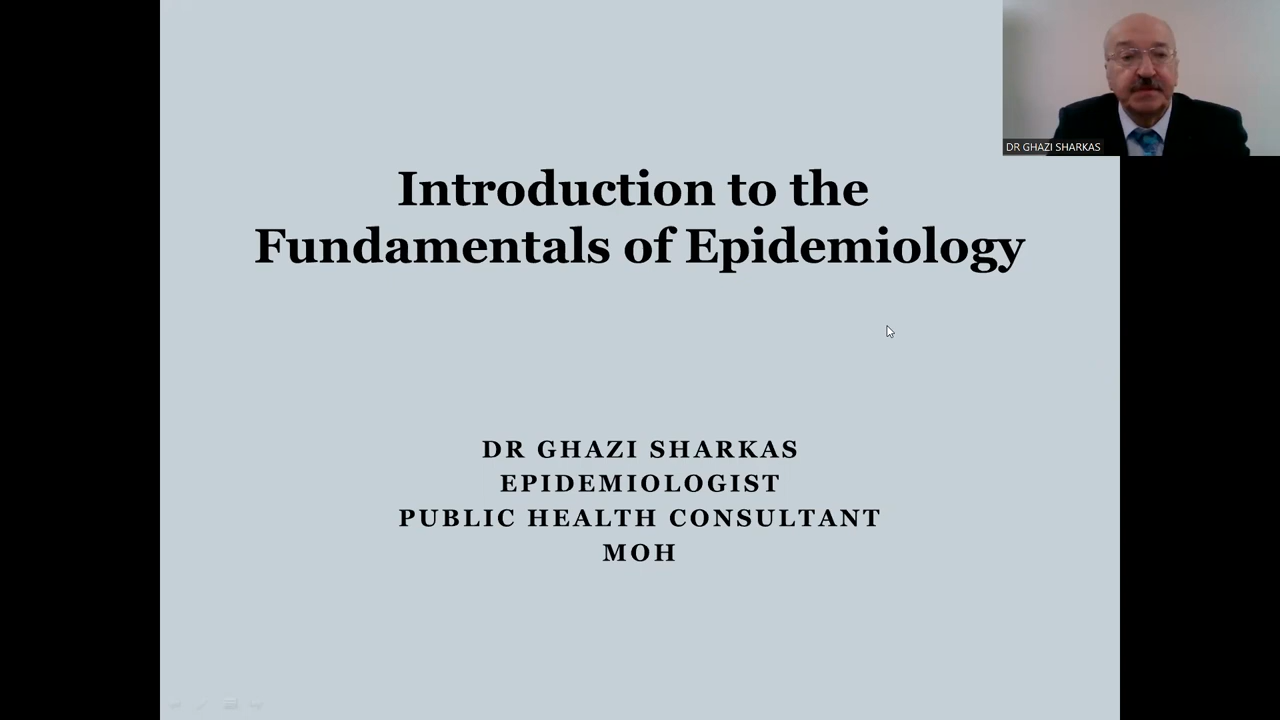 DR GHAZI SHARKAS
Introduction to the
Fundamentals of Epidemiology
DR GHAZI SHARKAS
EPIDEMIOLOGIST
PUBLIC HEALTH CONSULTANT
MOH